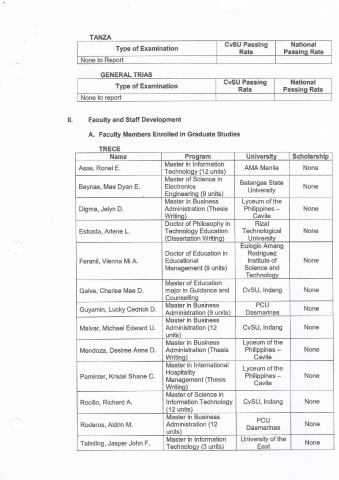 TANZA
Type of Examination CvSU Passing Rate National Passing Rate
None to Report
GENERAL TRIAS
Type of Examination CvSU Passing Rate National Passing Rate
None to report
II. Faculty and Staff Development
A. Faculty Members Enrolled in Graduate Studies
TRECE
Name Program University Scholarship
Asas, Ronel E. Master in Information Technology (12 units) AMA Manila None
Baynas, Mae Dyan E. Master of Science in Electronics Engineering (9 units) Batangas State University None
Digma, Jelyn D. Master in Business Administration (Thesis Writing) Lyceum of the Philippines – Cavite None
Estrada, Arlene L. Doctor of Philosophy in Technology Education (Dissertation Writing) Rizal Technological University None
Feranil, Vienna Mi A. Doctor of Education in Educational Management (9 units) Eulogio Amang Rodriguez Institute of Science and Technology None
Galve, Charise Mae D. Master of Education major in Guidance and Counselling CvSU, Indang None
Guyamin, Lucky Cedrick D. Master in Business Administration (9 units) PCU Dasmarinas None
Malvar, Michael Edward U. Master in Business Administration (12 units) CvSU, Indang None
Mendoza, Desiree Anne D. Master in Business Administration (Thesis Writing) Lyceum of the Philippines – Cavite None
Paminter, Kristel Shane C. Master in International Hospitality Management (Thesis Writing) Lyceum of the Philippines – Cavite None
Rocillo, Richard A. Master of Science in Information Technology (12 units) CvSU, Indang None
Roderos, Aldrin M. Master in Business Administration (12 units) PCU Dasmarinas None
Talinting, Jasper John F. Master in Information Technology (3 units) University of the East None